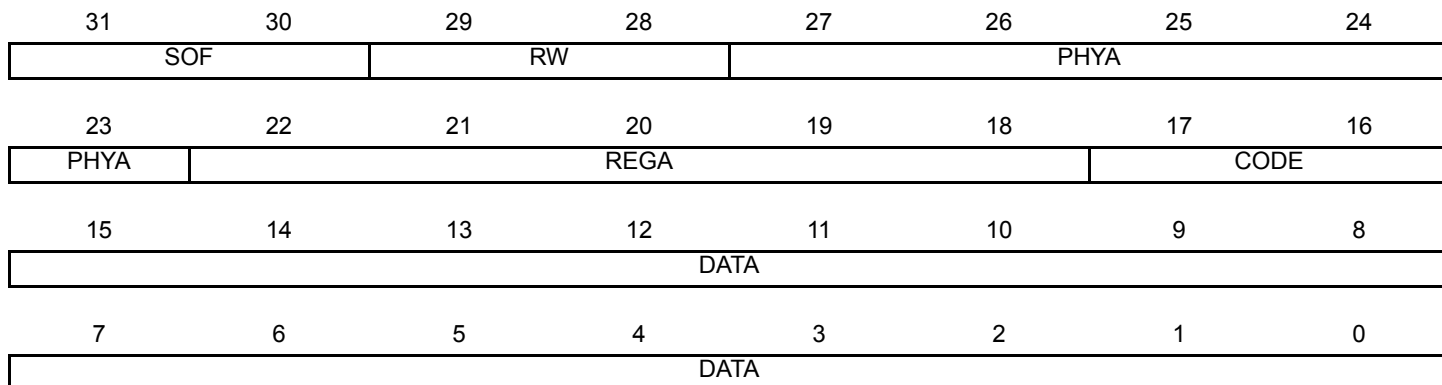 31 30 29 28 27 26 25 24
SOF RW PHYA
23 22 21 20 19 18 17 16
PHYA REGA CODE
15 14 13 12 11 10 9 8
DATA
7 6 5 4 3 2 1 0
DATA